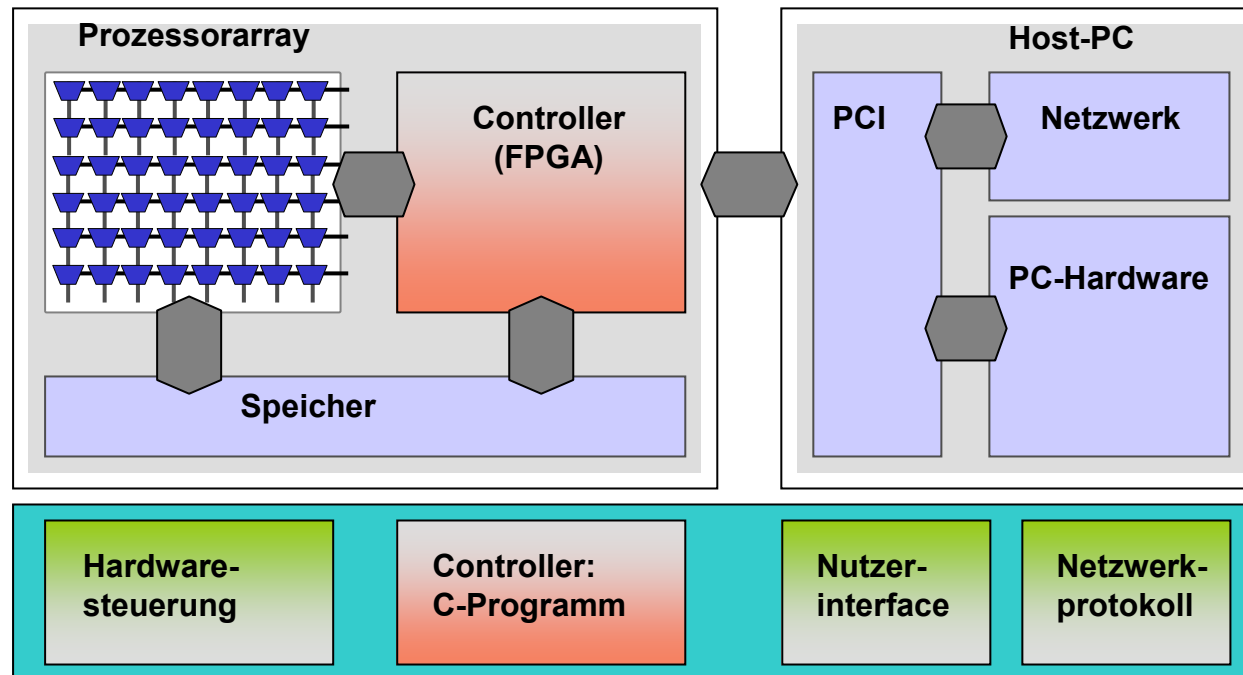 Prozessorarray
Controller
(FPGA)
Speicher
Host-PC
PCI
Netzwerk
PC-Hardware
Hardware-
steuerung
Controller:
C-Programm
Nutzer-
interface
Netzwerk-
protokoll